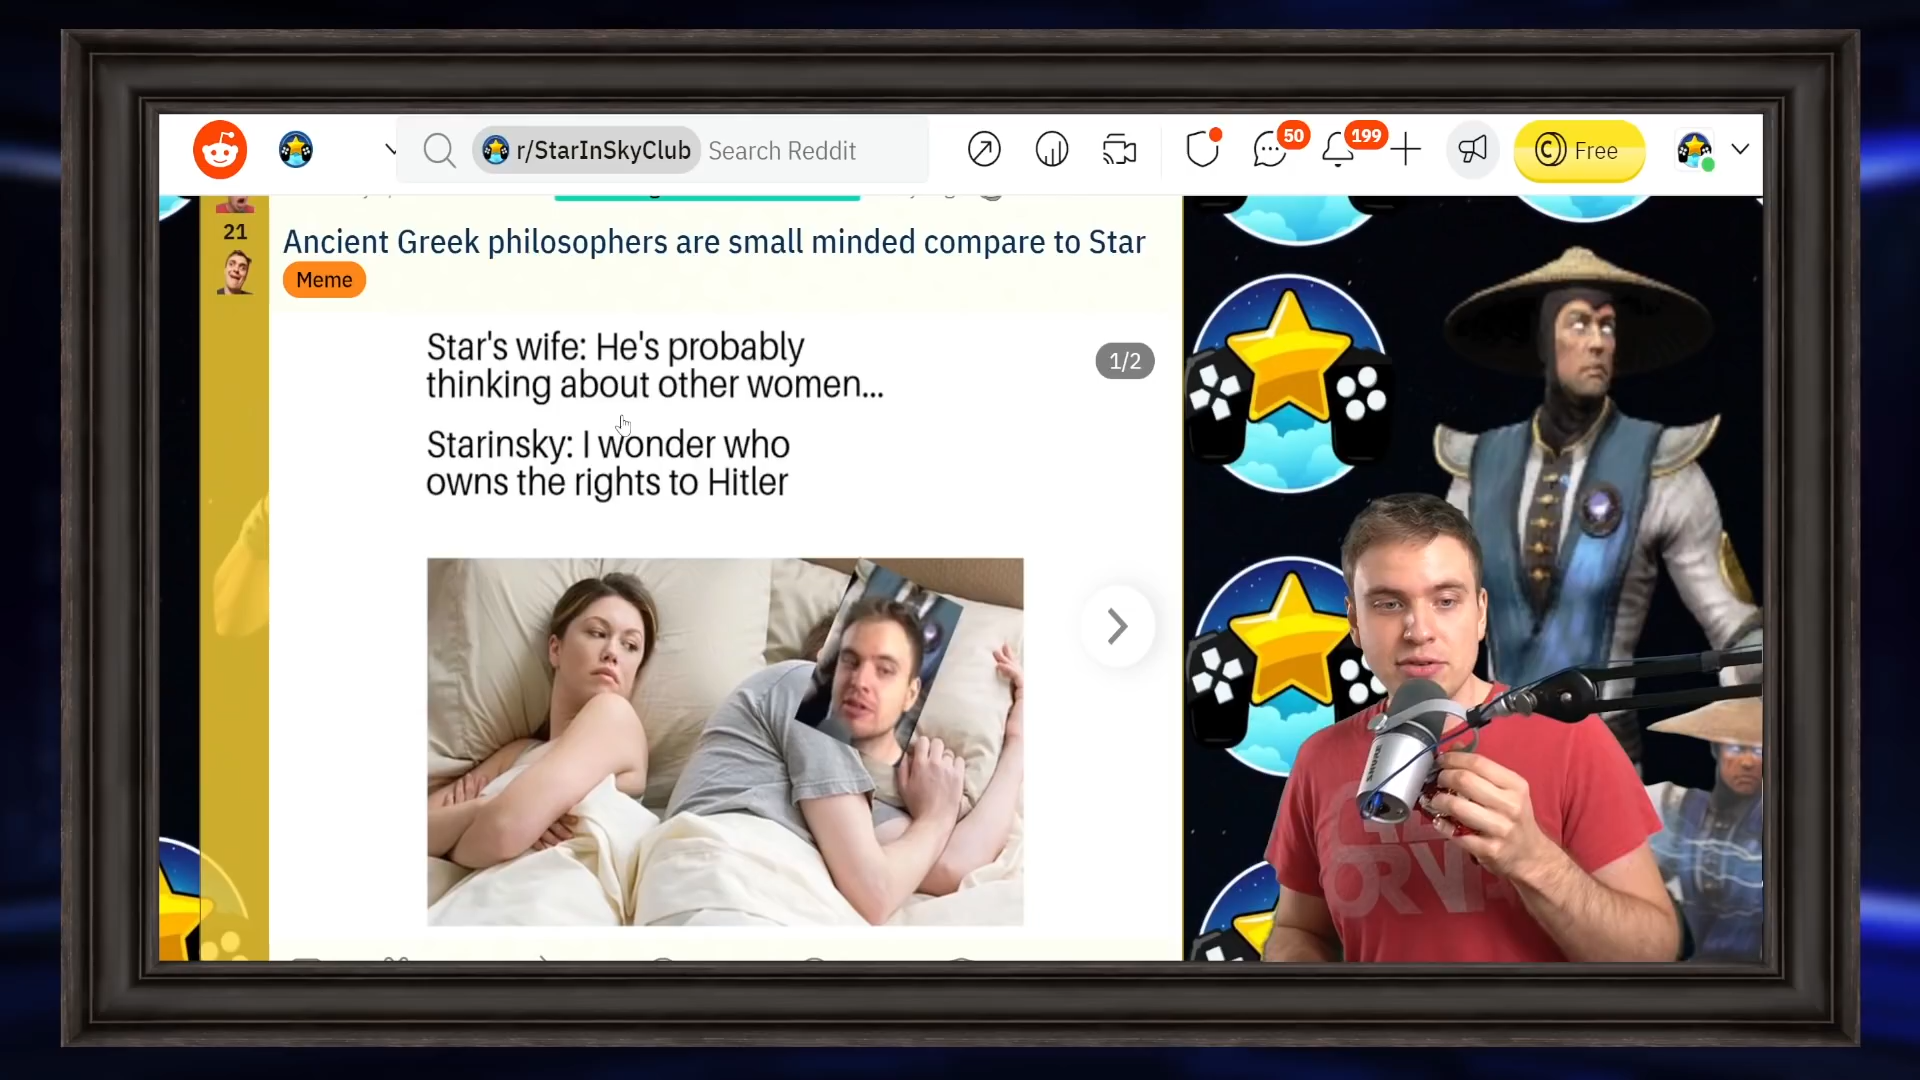 r/StarInSkyClub Search Reddit 50 199 Free
21
Ancient Greek philosophers are small minded compare to Star
Meme
Star's wife: He's probably
thinking about other women...
1/2
Starinsky: I wonder who
owns the rights to Hitler
SHURE